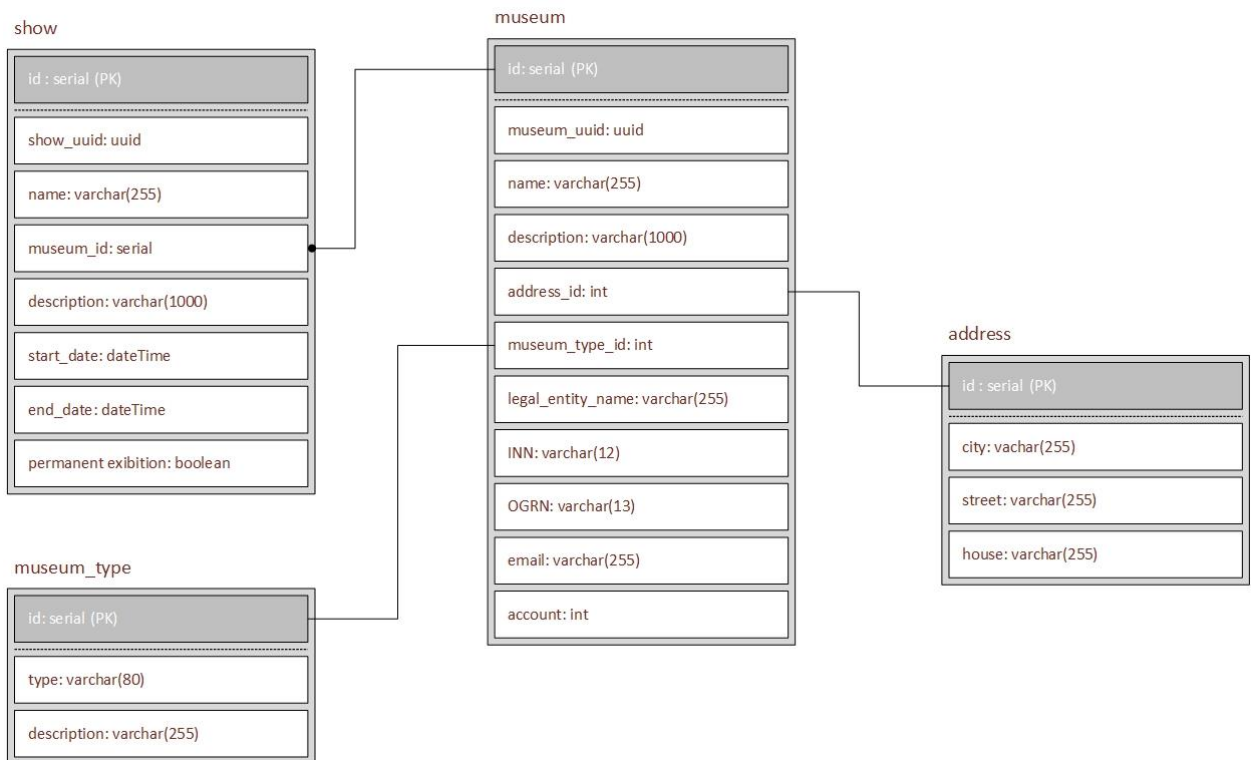 show
id : serial (PK)
show_uuid: uuid
name: varchar(255)
museum_id: serial
description: varchar(1000)
start_date: dateTime
end_date: dateTime
permanent exibition: boolean
museum
id: serial (PK)
museum_uuid: uuid
name: varchar(255)
description: varchar(1000)
address_id: int
museum_type_id: int
legal_entity_name: varchar(255)
INN: varchar(12)
OGRN: varchar(13)
email: varchar(255)
account: int
address
id : serial (PK)
city: vachar(255)
street: varchar(255)
house: varchar(255)
museum_type
id: serial (PK)
type: varchar(80)
description: varchar(255)